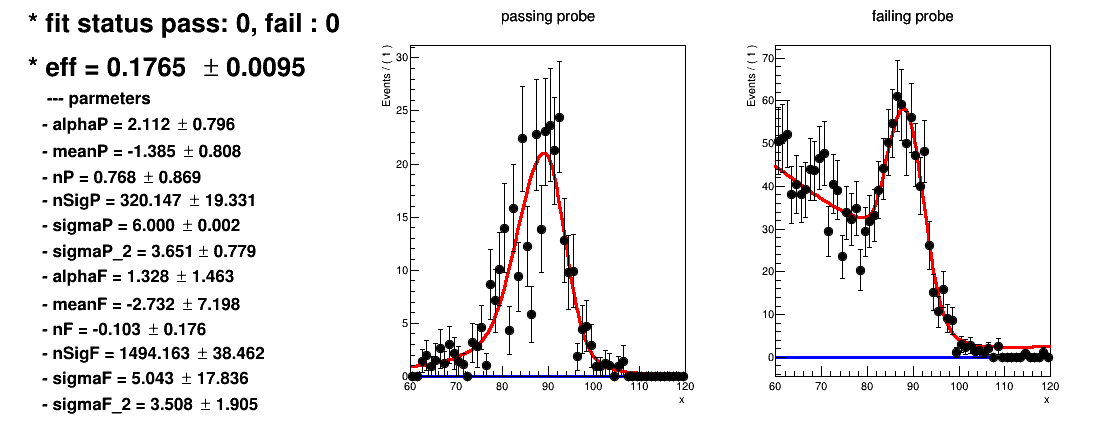 * fit status pass: 0, fail : 0
* eff = 0.1765 ± 0.0095
--- parmeters
- alphaP = 2.112 ± 0.796
- meanP = -1.385 ± 0.808
- nP = 0.768 ± 0.869
- nSigP = 320.147 ± 19.331
- sigmaP = 6.000 ± 0.002
- sigmaP_2 = 3.651 ± 0.779
- alphaF = 1.328 ± 1.463
- meanF = -2.732 ± 7.198
- nF = -0.103 ± 0.176
- nSigF = 1494.163 ± 38.462
- sigmaF = 5.043 ± 17.836
- sigmaF_2 = 3.508 ± 1.905
passing probe
Events / ( 1 )
30
25
20
15
10
5
0
60 70 80 90 100 110 120
x
failing probe
Events / ( 1 )
70
60
50
40
30
20
10
0
60 70 80 90 100 110 120
x